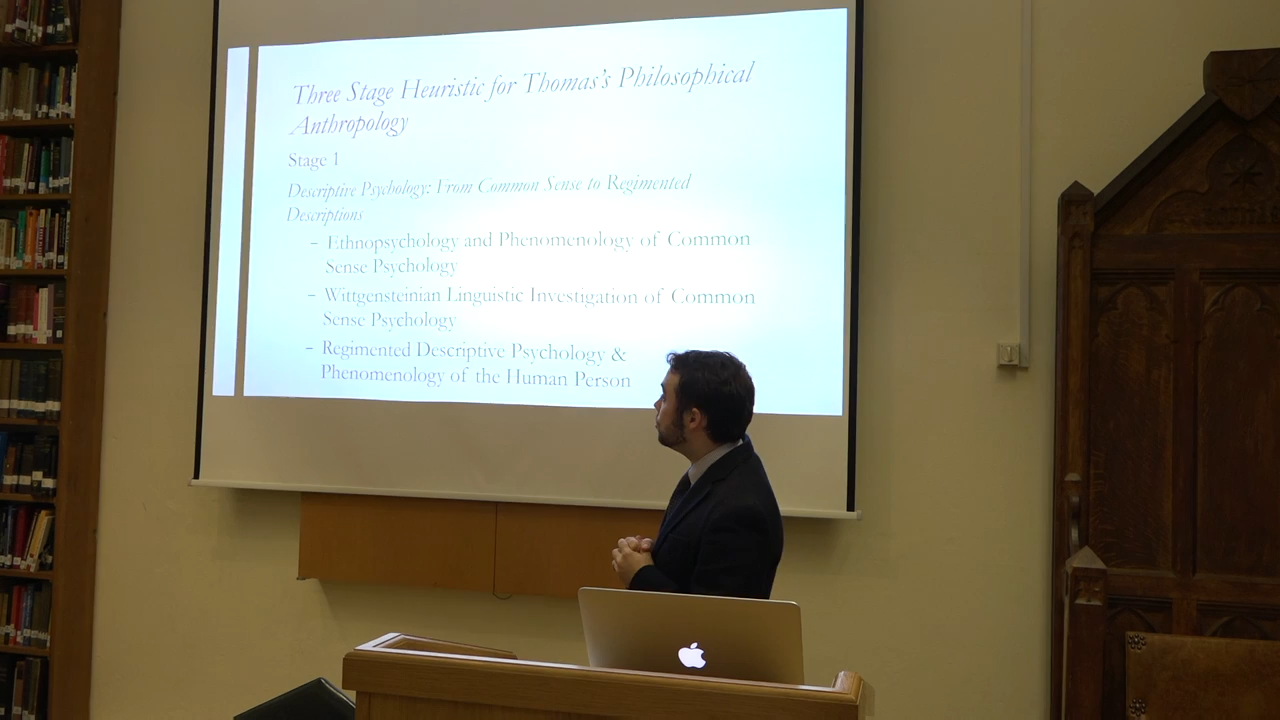 Three Stage Heuristic for Thomas's Philosophical
Anthropology
Stage 1
Descriptive Psychology: From Common Sense to Regimented
Descriptions
– Ethnopsychology and Phenomenology of Common
Sense Psychology
– Wittgensteinian Linguistic Investigation of Common
Sense Psychology
– Regimented Descriptive Psychology &
Phenomenology of the Human Person